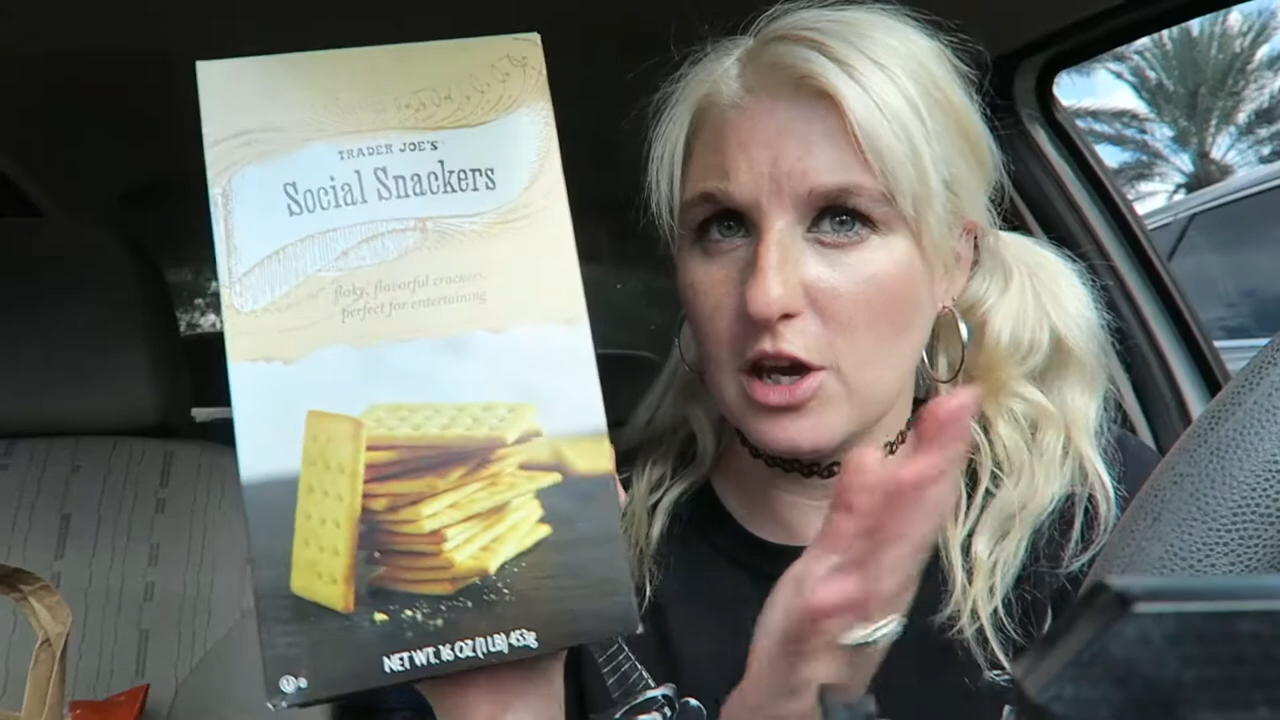 TRADER JOE'S
Social Snackers
flaky, flavorful crackers,
perfect for entertaining
NET WT. 16 OZ (1 LB) 453g